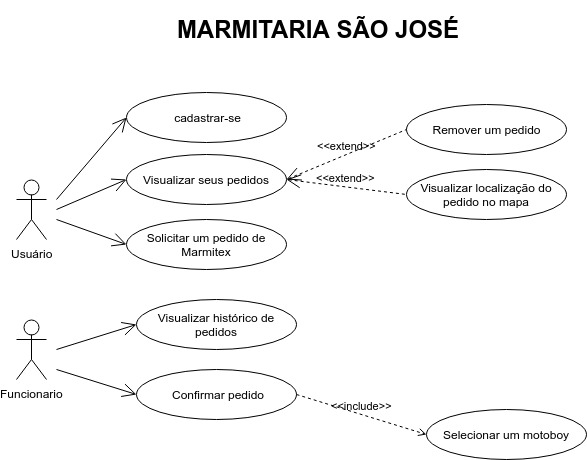 MARMITARIA SÃO JOSÉ
cadastrar-se
Remover um pedido
<<extend>>
Visualizar seus pedidos
<<extend>>
Visualizar localização do
pedido no mapa
Solicitar um pedido de
Marmitex
Usuário
Visualizar histórico de
pedidos
Funcionario
Confirmar pedido
<<include>>
Selecionar um motoboy